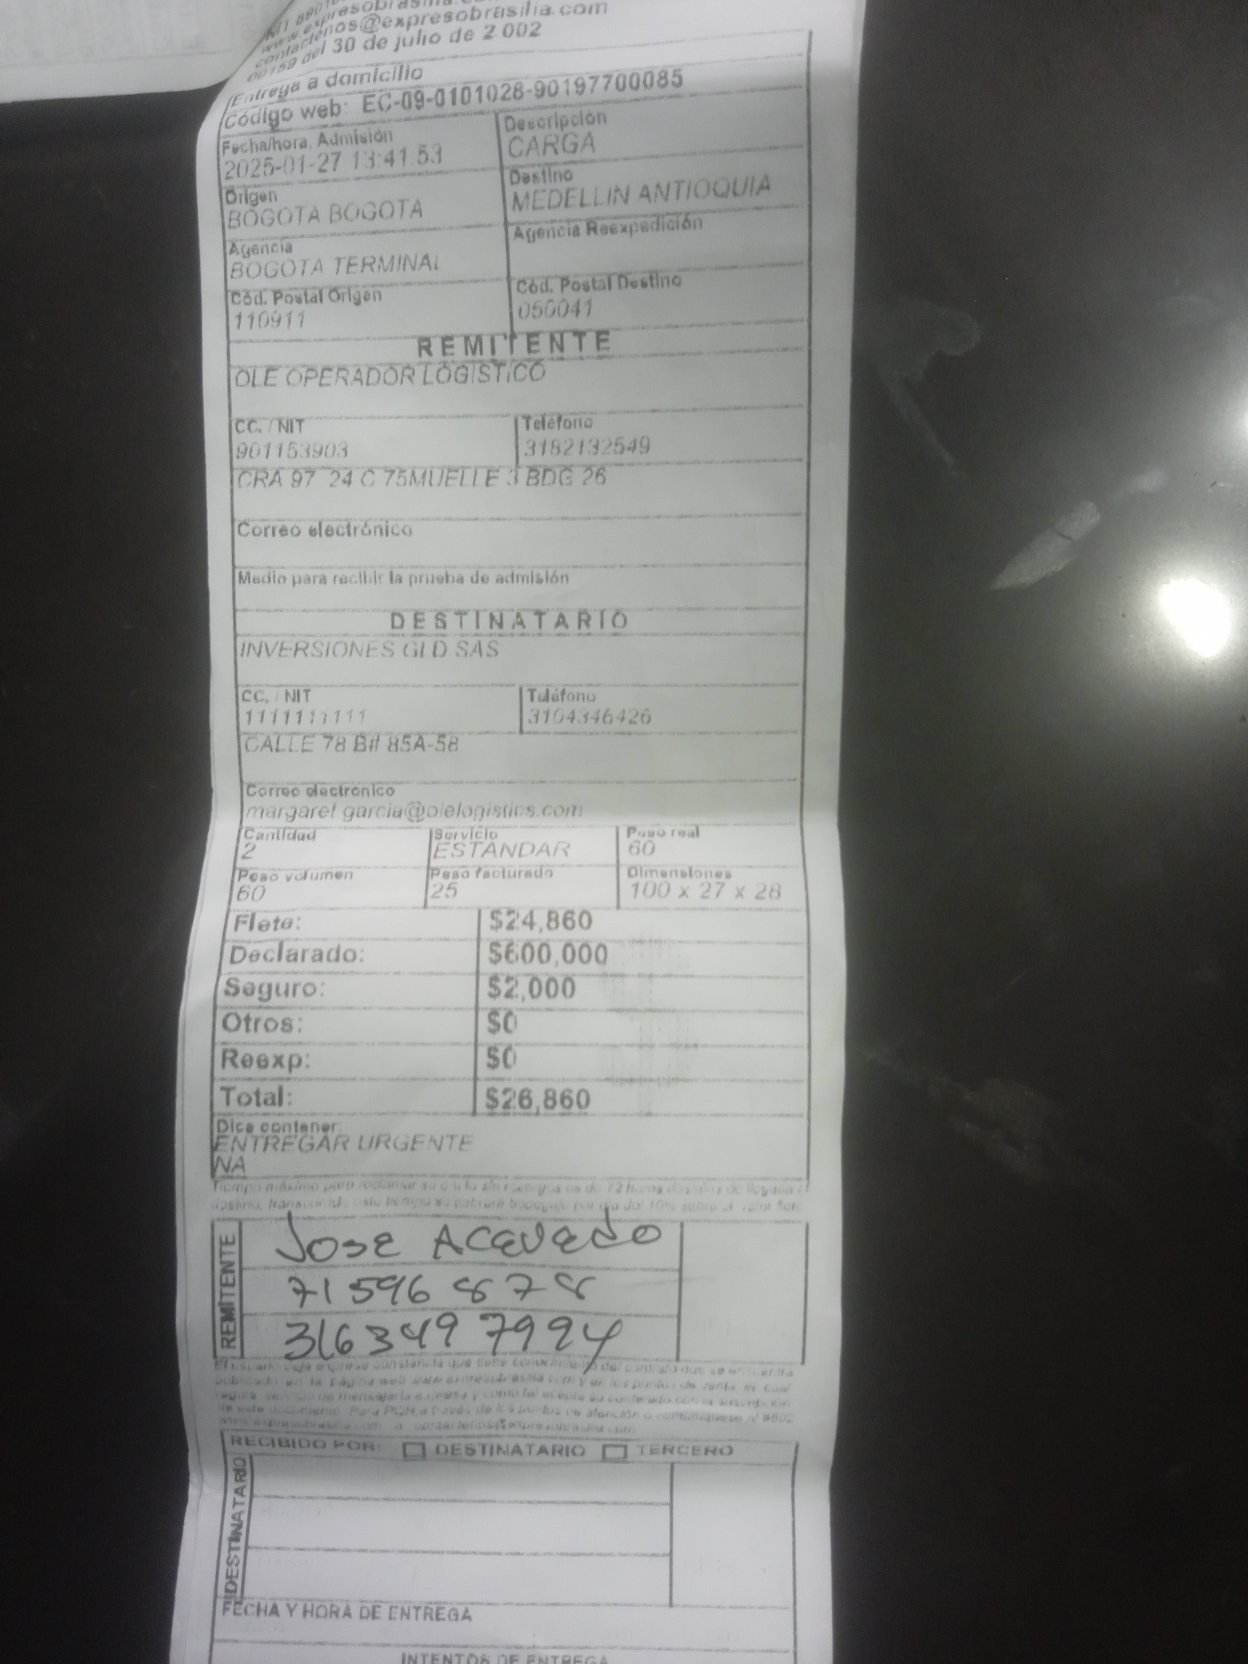 www.expresobrasilia.com
contactenos@expresobrasilia.com
00159 del 30 de julio de 2.002
Entrega a domicilio
Código web: EC-09-0101028-90197700085
Fecha/hora. Admisión Descripción
2025-01-27 13:41:53 CARGA
Origen Destino
BOGOTA BOGOTA MEDELLIN ANTIOQUIA
Agencia Agencia Reexpedición
BOGOTA TERMINAL
Cód. Postal Origen Cód. Postal Destino
110911 050041
REMITENTE
OLE OPERADOR LOGISTICO
CC. / NIT Teléfono
901153903 3182132549
CRA 97 24 C 75MUELLE 3 BDG 26
Correo electrónico
Medio para recibir la prueba de admisión
DESTINATARIO
INVERSIONES GLD SAS
CC. / NIT Teléfono
1111111111 3104346426
CALLE 78 B# 85A-58
Correo electrónico
margaret.garcia@olelogistics.com
Cantidad Servicio Peso real
2 ESTANDAR 60
Peso volumen Peso facturado Dimensiones
60 25 100 x 27 x 28
Flete: $24,860
Declarado: $600,000
Seguro: $2,000
Otros: $0
Reexp: $0
Total: $26,860
Dice contener:
ENTREGAR URGENTE
NA
REMITENTE
Jose Acevedo
71596878
3163497994
RECIBIDO POR: DESTINATARIO TERCERO
DESTINATARIO
FECHA Y HORA DE ENTREGA
INTENTOS DE ENTREGA